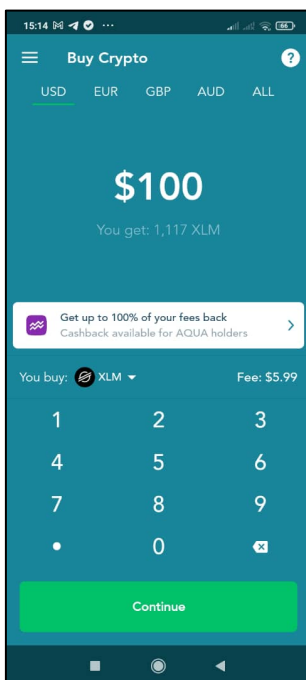 15:14 ...
66
Buy Crypto
?
USD EUR GBP AUD ALL
$100
You get: 1,117 XLM
Get up to 100% of your fees back
Cashback available for AQUA holders
You buy: XLM Fee: $5.99
1 2 3
4 5 6
7 8 9
• 0
Continue